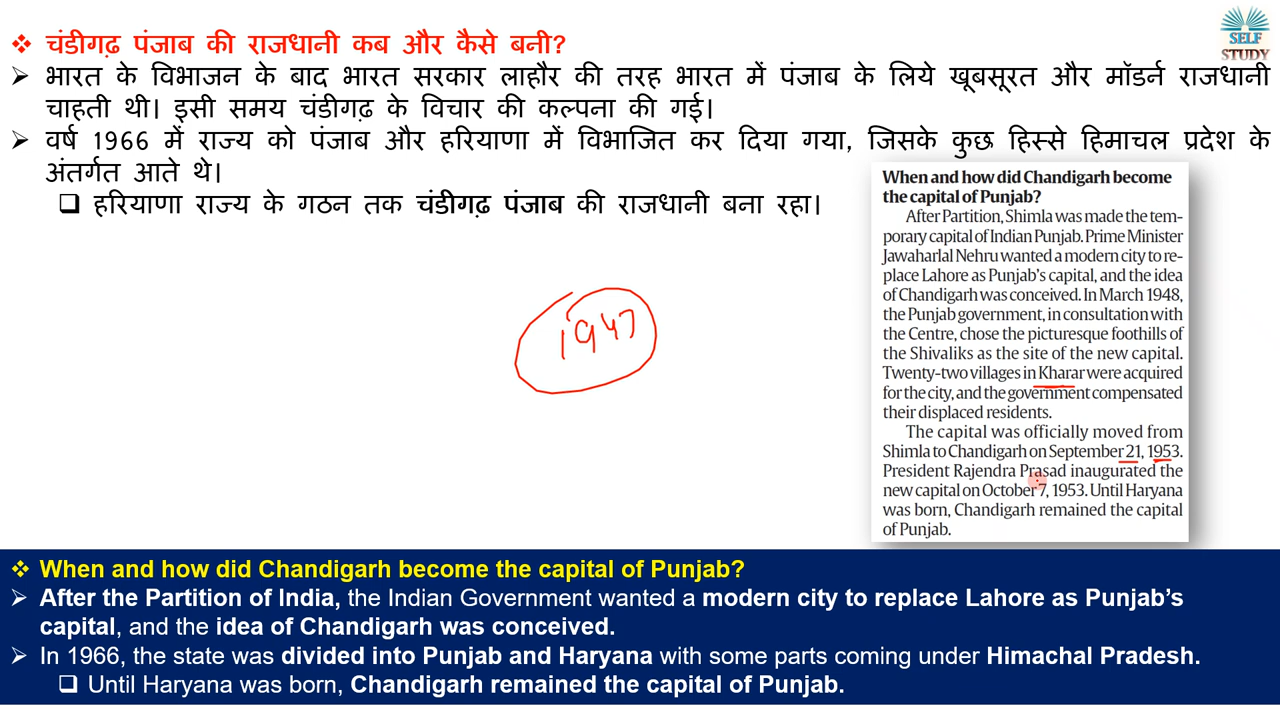 ❖ चंडीगढ़ पंजाब की राजधानी कब और कैसे बनी?
SELF
STUDY
➢ भारत के विभाजन के बाद भारत सरकार लाहौर की तरह भारत में पंजाब के लिये खूबसूरत और मॉडर्न राजधानी
चाहती थी। इसी समय चंडीगढ़ के विचार की कल्पना की गई।
➢ वर्ष 1966 में राज्य को पंजाब और हरियाणा में विभाजित कर दिया गया, जिसके कुछ हिस्से हिमाचल प्रदेश के
अंतर्गत आते थे।
❑ हरियाणा राज्य के गठन तक चंडीगढ़ पंजाब की राजधानी बना रहा।
1947
When and how did Chandigarh become
the capital of Punjab?
After Partition, Shimla was made the tem-
porary capital of Indian Punjab. Prime Minister
Jawaharlal Nehru wanted a modern city to re-
place Lahore as Punjab's capital, and the idea
of Chandigarh was conceived. In March 1948,
the Punjab government, in consultation with
the Centre, chose the picturesque foothills of
the Shivaliks as the site of the new capital.
Twenty-two villages in Kharar were acquired
for the city, and the government compensated
their displaced residents.
The capital was officially moved from
Shimla to Chandigarh on September 21, 1953.
President Rajendra Prasad inaugurated the
new capital on October 7, 1953. Until Haryana
was born, Chandigarh remained the capital
of Punjab.
❖ When and how did Chandigarh become the capital of Punjab?
➢ After the Partition of India, the Indian Government wanted a modern city to replace Lahore as Punjab's
capital, and the idea of Chandigarh was conceived.
➢ In 1966, the state was divided into Punjab and Haryana with some parts coming under Himachal Pradesh.
❑ Until Haryana was born, Chandigarh remained the capital of Punjab.